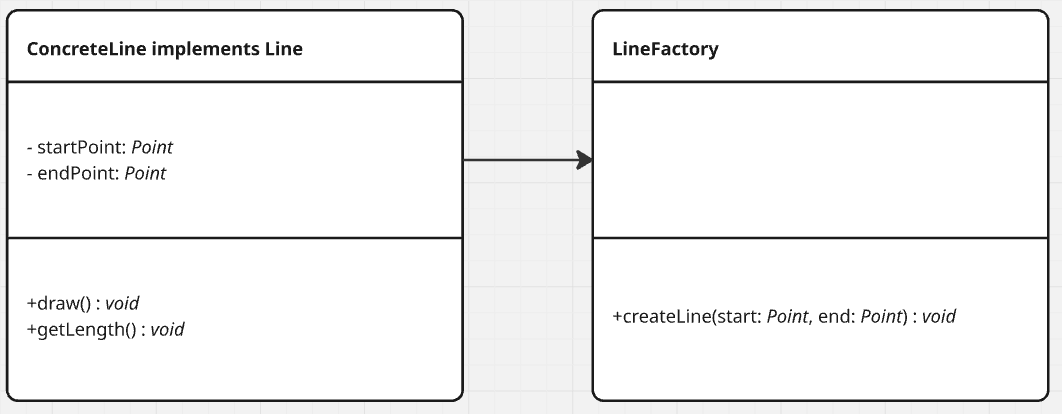 ConcreteLine implements Line
- startPoint: Point
- endPoint: Point
+draw() : void
+getLength() : void
LineFactory
+createLine(start: Point, end: Point) : void